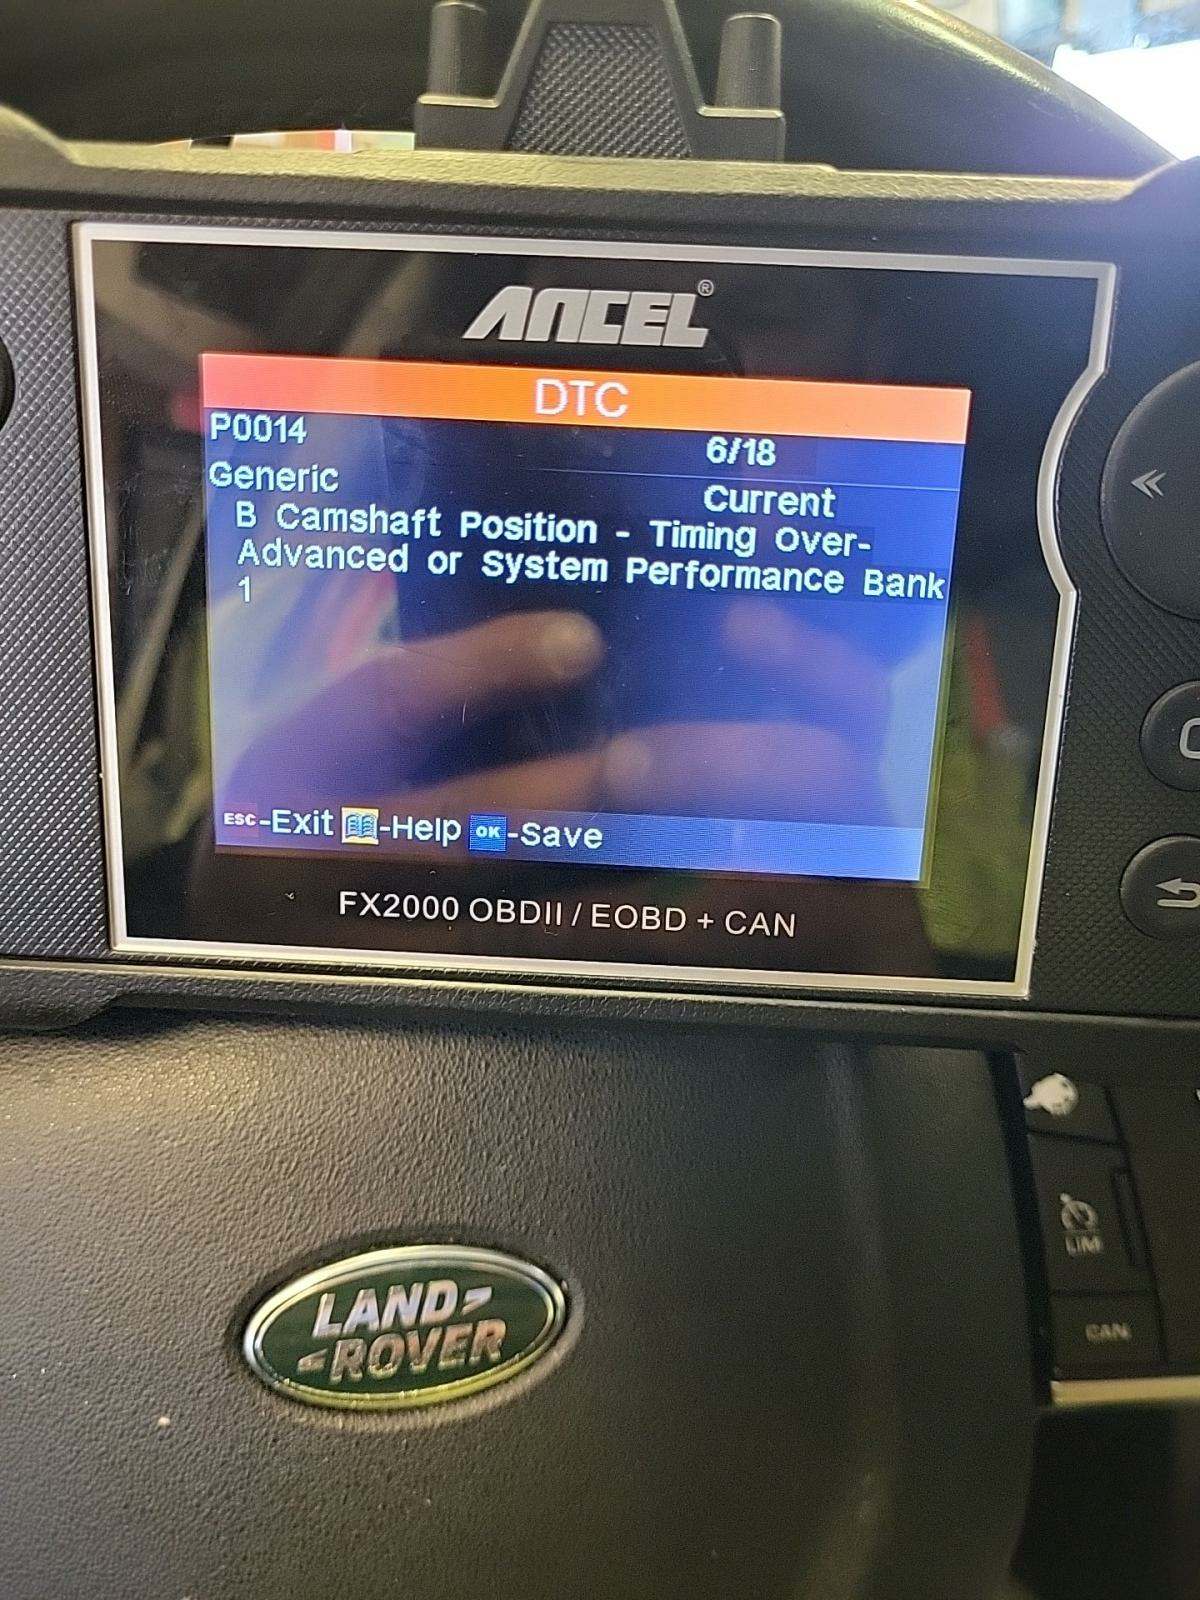 ANCEL®
DTC
P0014
6/18
Generic
Current
B Camshaft Position - Timing Over-
Advanced or System Performance Bank
1
ESC-Exit -Help OK-Save
FX2000 OBDII / EOBD + CAN
LIM
CAN
LAND
ROVER